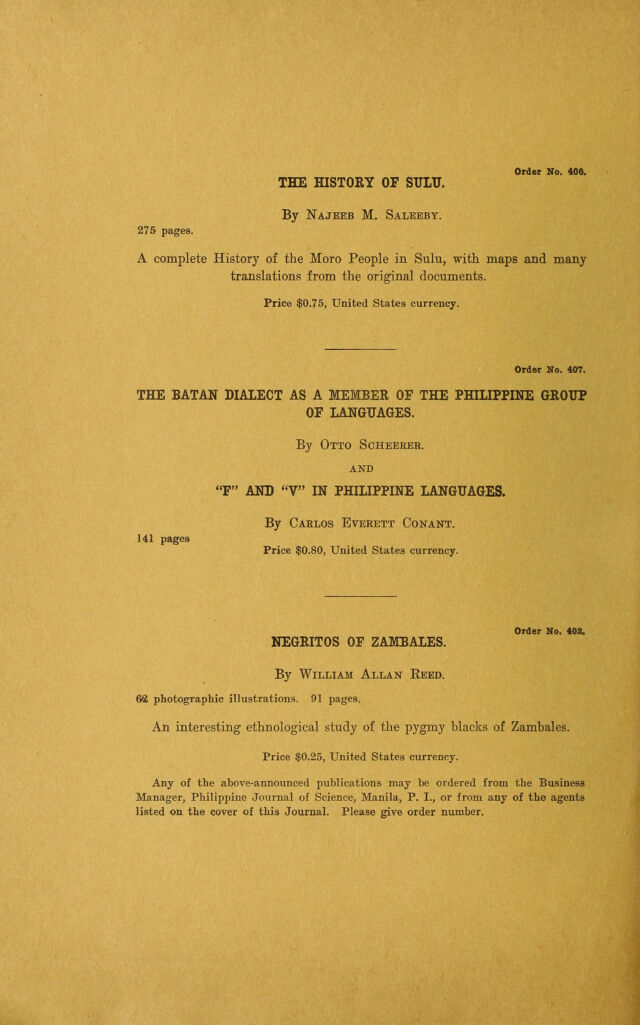 Order No. 406.
THE HISTORY OF SULU.
By NAJEEB M. SALEEBY.
275 pages.
A complete History of the Moro People in Sulu, with maps and many
translations from the original documents.
Price $0.75, United States currency.
Order No. 407.
THE BATAN DIALECT AS A MEMBER OF THE PHILIPPINE GROUP
OF LANGUAGES.
By OTTO SCHEERER.
AND
“F” AND “V” IN PHILIPPINE LANGUAGES.
By CARLOS EVERETT CONANT.
141 pages
Price $0.80, United States currency.
Order No. 402.
NEGRITOS OF ZAMBALES.
By WILLIAM ALLAN REED.
62 photographic illustrations. 91 pages.
An interesting ethnological study of the pygmy blacks of Zambales.
Price $0.25, United States currency.
Any of the above-announced publications may be ordered from the Business
Manager, Philippine Journal of Science, Manila, P. I., or from any of the agents
listed on the cover of this Journal. Please give order number.